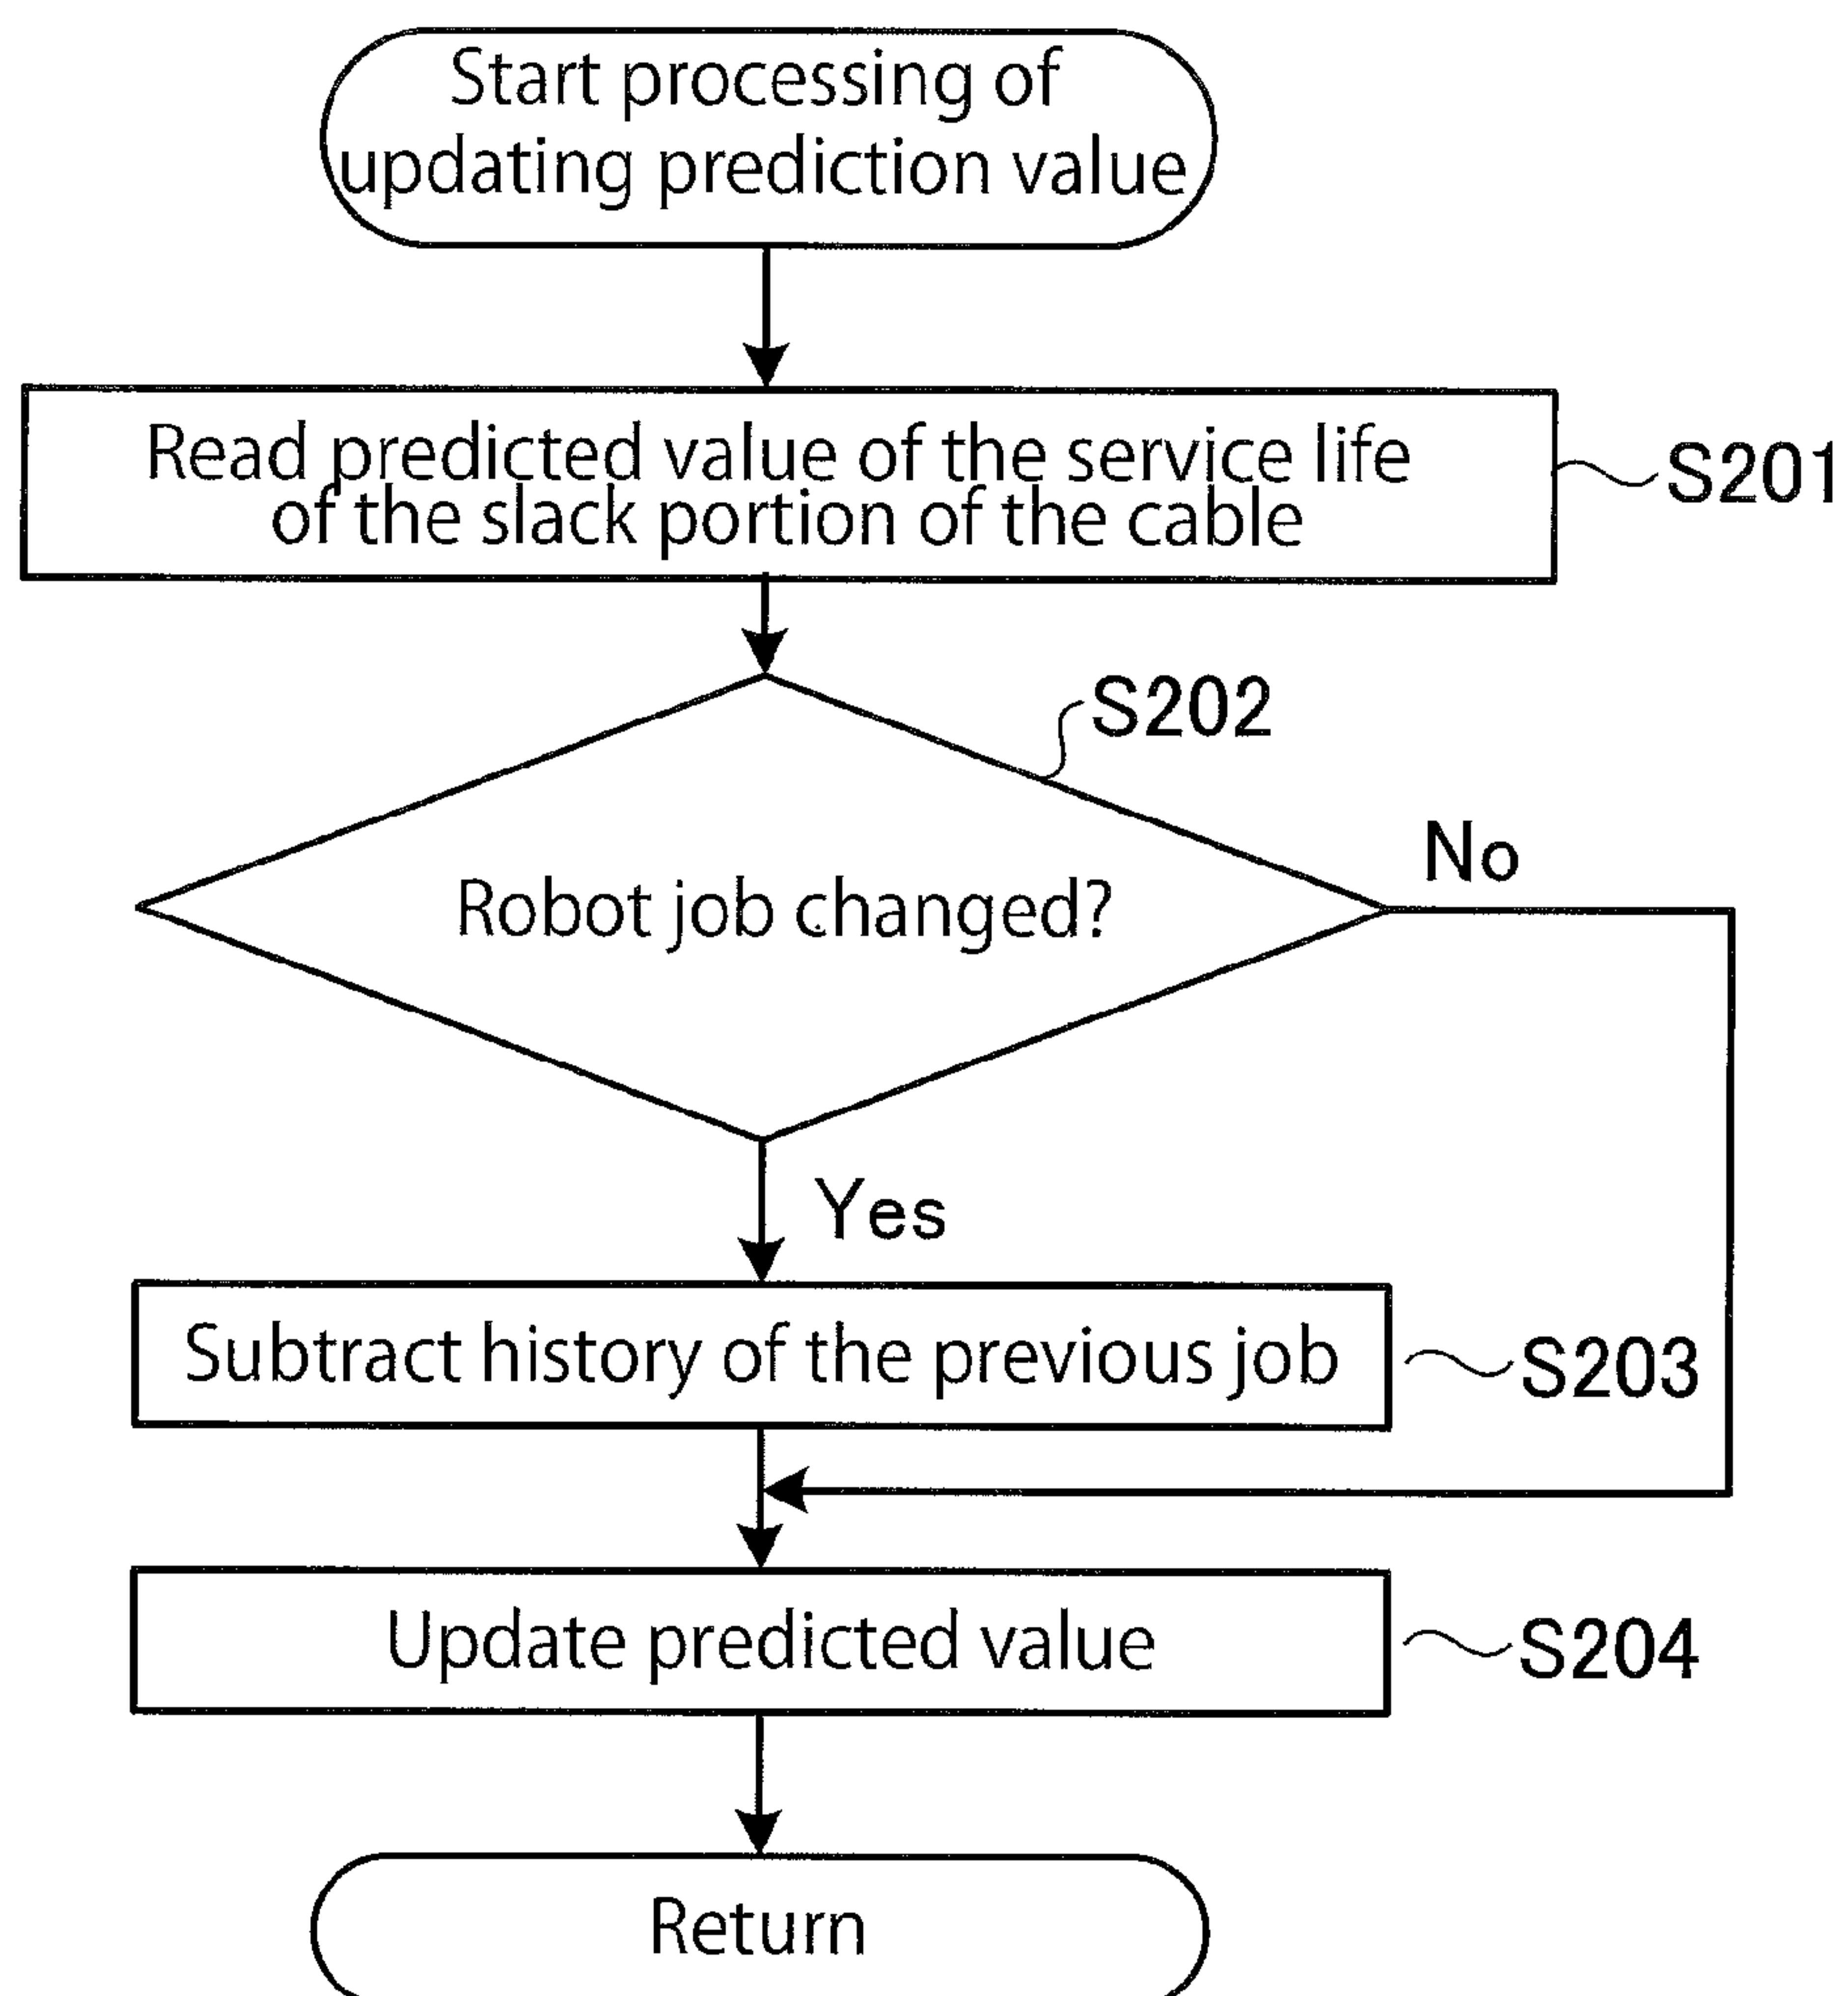 Start processing of
updating prediction value
Read predicted value of the service life
of the slack portion of the cable
S201
S202
Robot job changed?
No
Yes
Subtract history of the previous job
S203
Update predicted value
S204
Return